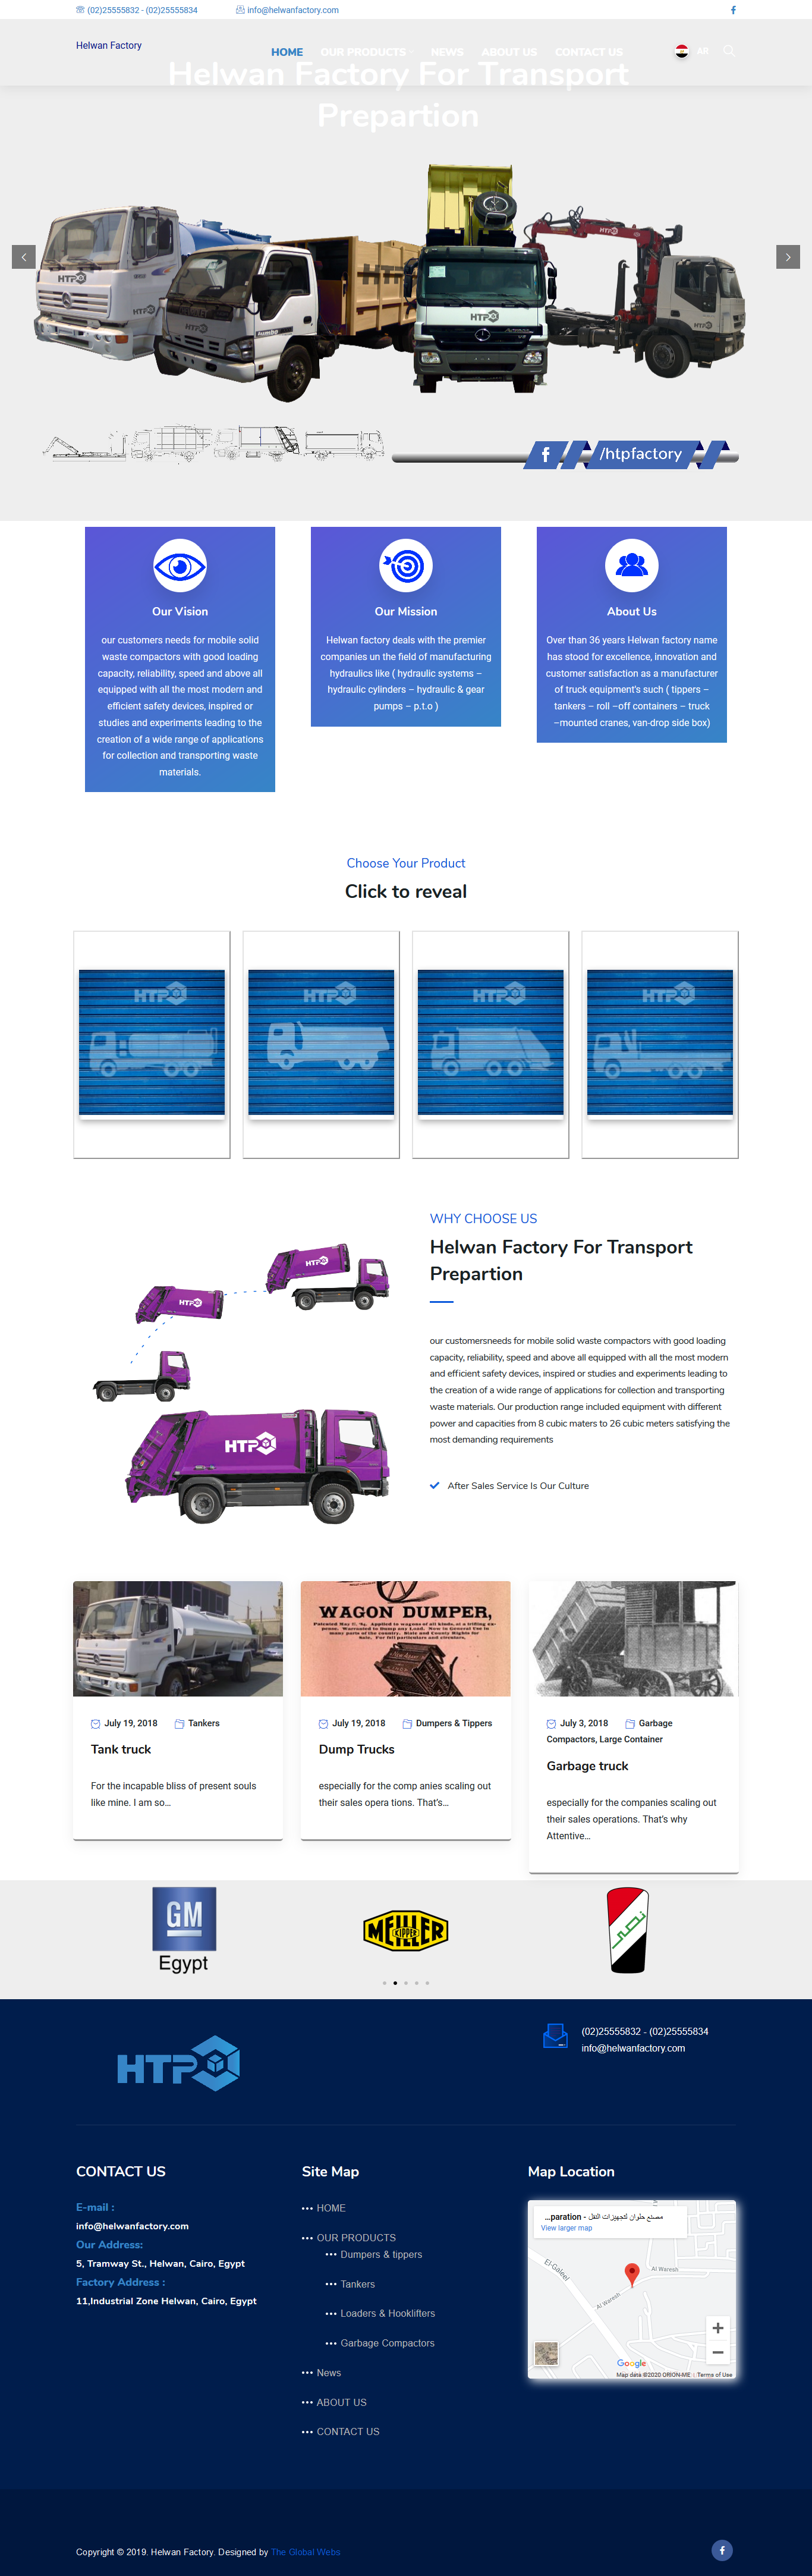 (02)25555832 - (02)25555834
info@helwanfactory.com
Helwan Factory
HOME
OUR PRODUCTS
NEWS
ABOUT US
CONTACT US
AR
Helwan Factory For Transport
Prepartion
HTP
HTP
HTP
HTP
HTP
HTP
/htpfactory
Our Vision
our customers needs for mobile solid
waste compactors with good loading
capacity, reliability, speed and above all
equipped with all the most modern and
efficient safety devices, inspired or
studies and experiments leading to the
creation of a wide range of applications
for collection and transporting waste
materials.
Our Mission
Helwan factory deals with the premier
companies un the field of manufacturing
hydraulics like ( hydraulic systems –
hydraulic cylinders – hydraulic & gear
pumps – p.t.o )
About Us
Over than 36 years Helwan factory name
has stood for excellence, innovation and
customer satisfaction as a manufacturer
of truck equipment's such ( tippers –
tankers – roll –off containers – truck
–mounted cranes, van-drop side box)
Choose Your Product
Click to reveal
HTP
HTP
HTP
HTP
WHY CHOOSE US
Helwan Factory For Transport
Prepartion
our customersneeds for mobile solid waste compactors with good loading
capacity, reliability, speed and above all equipped with all the most modern
and efficient safety devices, inspired or studies and experiments leading to
the creation of a wide range of applications for collection and transporting
waste materials. Our production range included equipment with different
power and capacities from 8 cubic maters to 26 cubic meters satisfying the
most demanding requirements
After Sales Service Is Our Culture
HTP
HTP
HTP
July 19, 2018
Tankers
Tank truck
For the incapable bliss of present souls
like mine. I am so…
WAGON DUMPER,
July 19, 2018
Dumpers & Tippers
Dump Trucks
especially for the comp anies scaling out
their sales opera tions. That's…
July 3, 2018
Garbage
Compactors, Large Container
Garbage truck
especially for the companies scaling out
their sales operations. That's why
Attentive…
GM
Egypt
MEILLER
KIPPER
HTP
(02)25555832 - (02)25555834
info@helwanfactory.com
CONTACT US
E-mail :
info@helwanfactory.com
Our Address:
5, Tramway St., Helwan, Cairo, Egypt
Factory Address :
11,Industrial Zone Helwan, Cairo, Egypt
Site Map
HOME
OUR PRODUCTS
Dumpers & tippers
Tankers
Loaders & Hooklifters
Garbage Compactors
News
ABOUT US
CONTACT US
Map Location
مصنع حلوان لتجهيزات النقل - paration...
View larger map
El-Galeel
Al Waresh
Al Waresh
Google
Map data ©2020 ORION-ME
Terms of Use
Copyright © 2019. Helwan Factory. Designed by The Global Webs